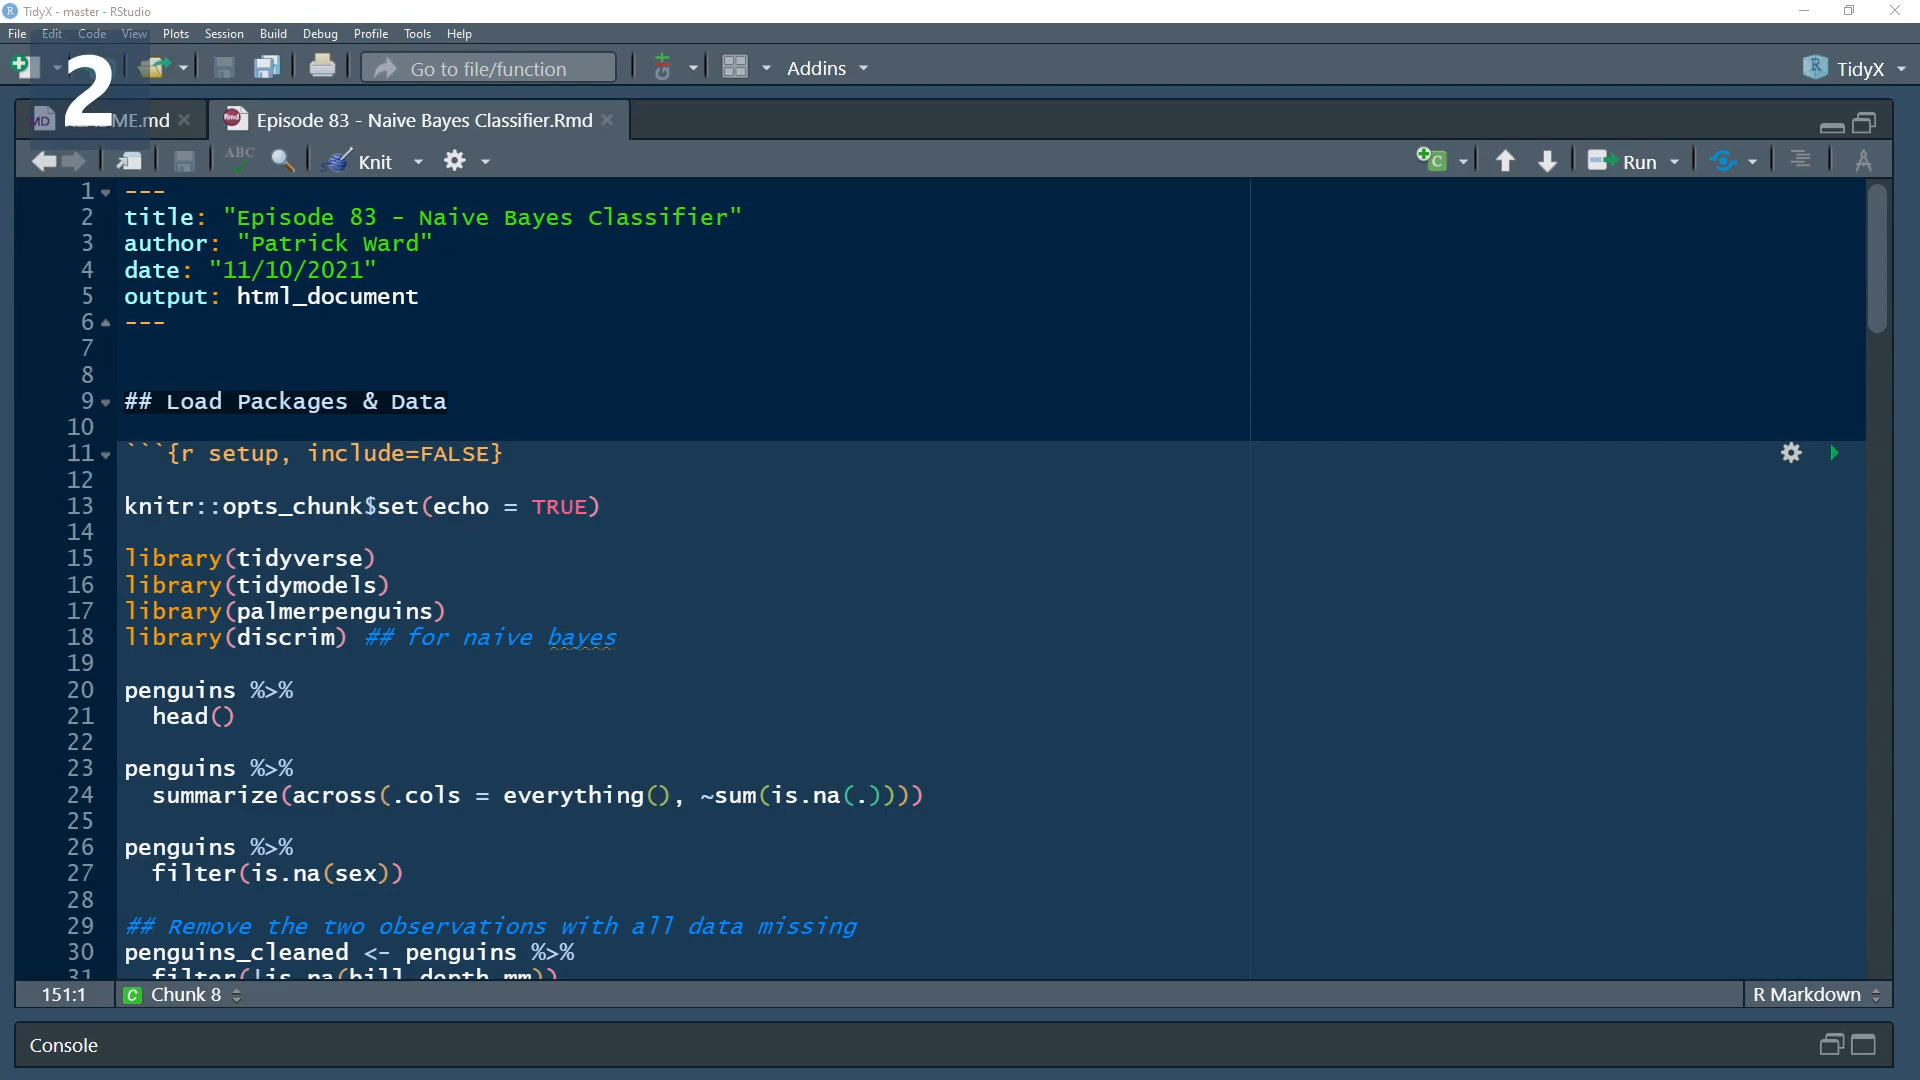 TidyX - master - RStudio
File Edit Code View Plots Session Build Debug Profile Tools Help
2
Go to file/function
Addins
TidyX
ME.md
Episode 83 - Naive Bayes Classifier.Rmd
ABC
Knit
Run
1 ---
2 title: "Episode 83 - Naive Bayes Classifier"
3 author: "Patrick Ward"
4 date: "11/10/2021"
5 output: html_document
6 ---
7
8
9 ## Load Packages & Data
10
11 ```{r setup, include=FALSE}
12
13 knitr::opts_chunk$set(echo = TRUE)
14
15 library(tidyverse)
16 library(tidymodels)
17 library(palmerpenguins)
18 library(discrim) ## for naive bayes
19
20 penguins %>%
21 head()
22
23 penguins %>%
24 summarize(across(.cols = everything(), ~sum(is.na(.))))
25
26 penguins %>%
27 filter(is.na(sex))
28
29 ## Remove the two observations with all data missing
30 penguins_cleaned <- penguins %>%
31 filter(!is.na(bill_depth_mm))
151:1
C Chunk 8
R Markdown
Console